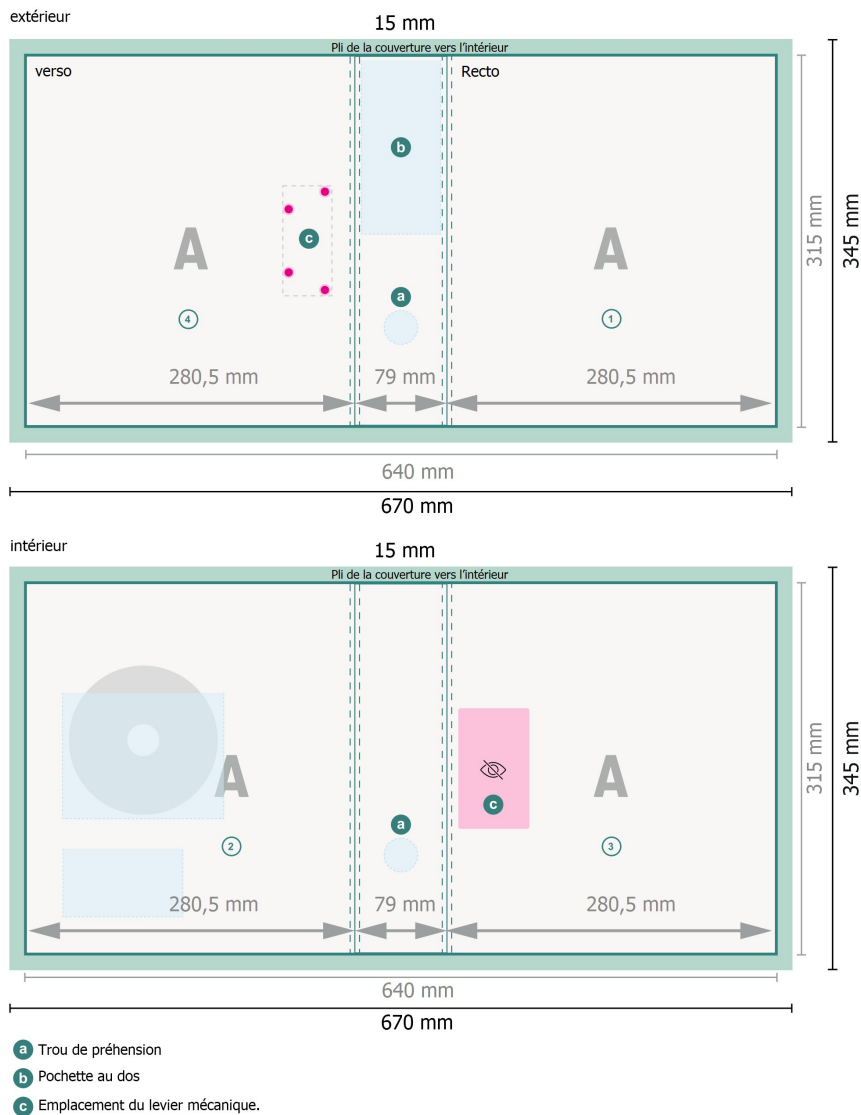 extérieur
15 mm
Pli de la couverture vers l'intérieur
verso
Recto
b
c
A
A
a
4
1
280,5 mm
79 mm
280,5 mm
315 mm
345 mm
640 mm
670 mm
intérieur
15 mm
Pli de la couverture vers l'intérieur
A
A
c
a
2
3
280,5 mm
79 mm
280,5 mm
315 mm
345 mm
640 mm
670 mm
a Trou de préhension
b Pochette au dos
c Emplacement du levier mécanique.